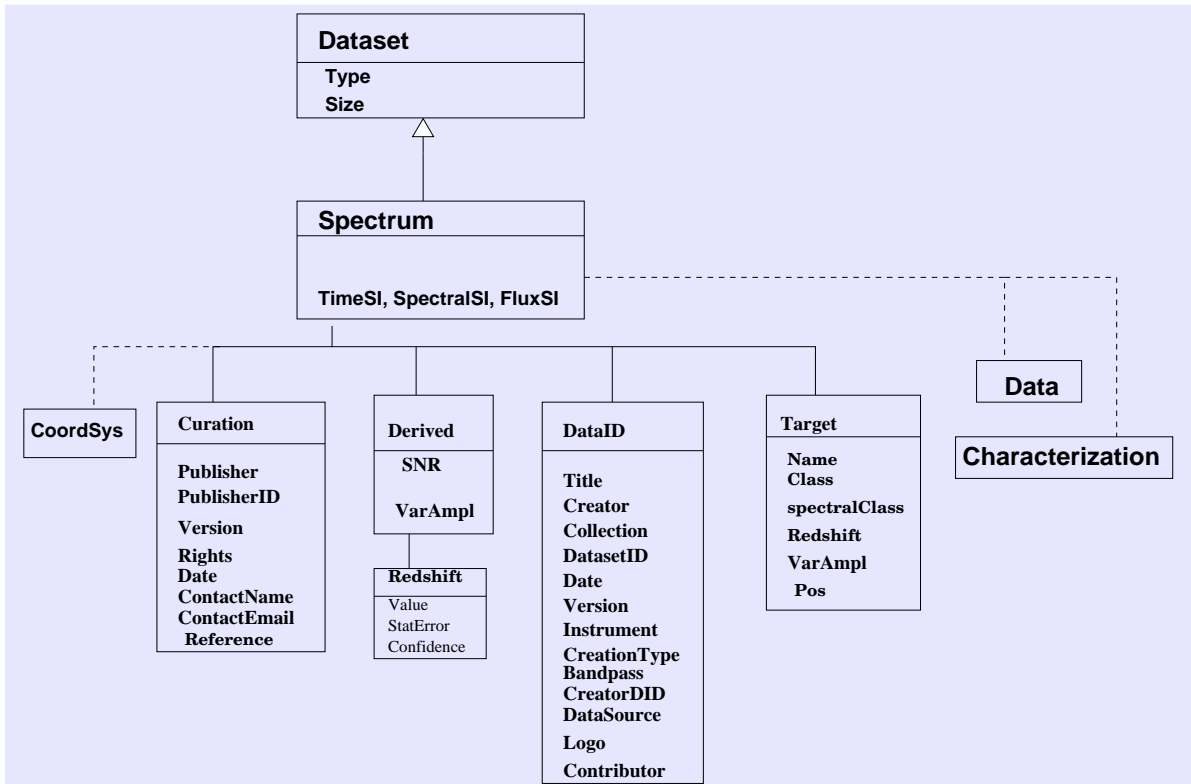 Dataset
Type
Size
Spectrum
TimeSI, SpectralSI, FluxSI
CoordSys
Curation
Publisher
PublisherID
Version
Rights
Date
ContactName
ContactEmail
Reference
Derived
SNR
VarAmpl
Redshift
Value
StatError
Confidence
DataID
Title
Creator
Collection
DatasetID
Date
Version
Instrument
CreationType
Bandpass
CreatorDID
DataSource
Logo
Contributor
Target
Name
Class
spectralClass
Redshift
VarAmpl
Pos
Data
Characterization